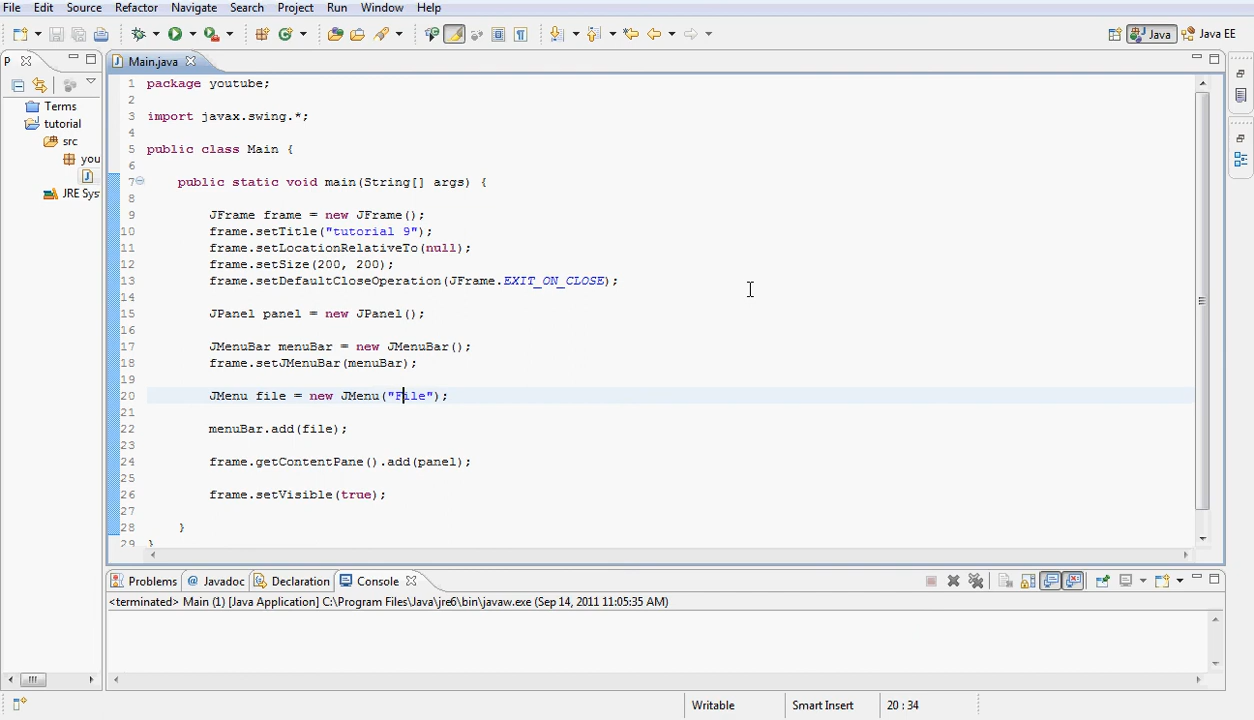 File Edit Source Refactor Navigate Search Project Run Window Help
Java Java EE
P
Main.java
Terms
tutorial
src
you
JRE Sys
1 package youtube;
2
3 import javax.swing.*;
4
5 public class Main {
6
7 public static void main(String[] args) {
8
9 JFrame frame = new JFrame();
10 frame.setTitle("tutorial 9");
11 frame.setLocationRelativeTo(null);
12 frame.setSize(200, 200);
13 frame.setDefaultCloseOperation(JFrame.EXIT_ON_CLOSE);
14
15 JPanel panel = new JPanel();
16
17 JMenuBar menuBar = new JMenuBar();
18 frame.setJMenuBar(menuBar);
19
20 JMenu file = new JMenu("File");
21
22 menuBar.add(file);
23
24 frame.getContentPane().add(panel);
25
26 frame.setVisible(true);
27
28 }
29 }
Problems @ Javadoc Declaration Console
<terminated> Main (1) [Java Application] C:\Program Files\Java\jre6\bin\javaw.exe (Sep 14, 2011 11:05:35 AM)
Writable Smart Insert 20 : 34